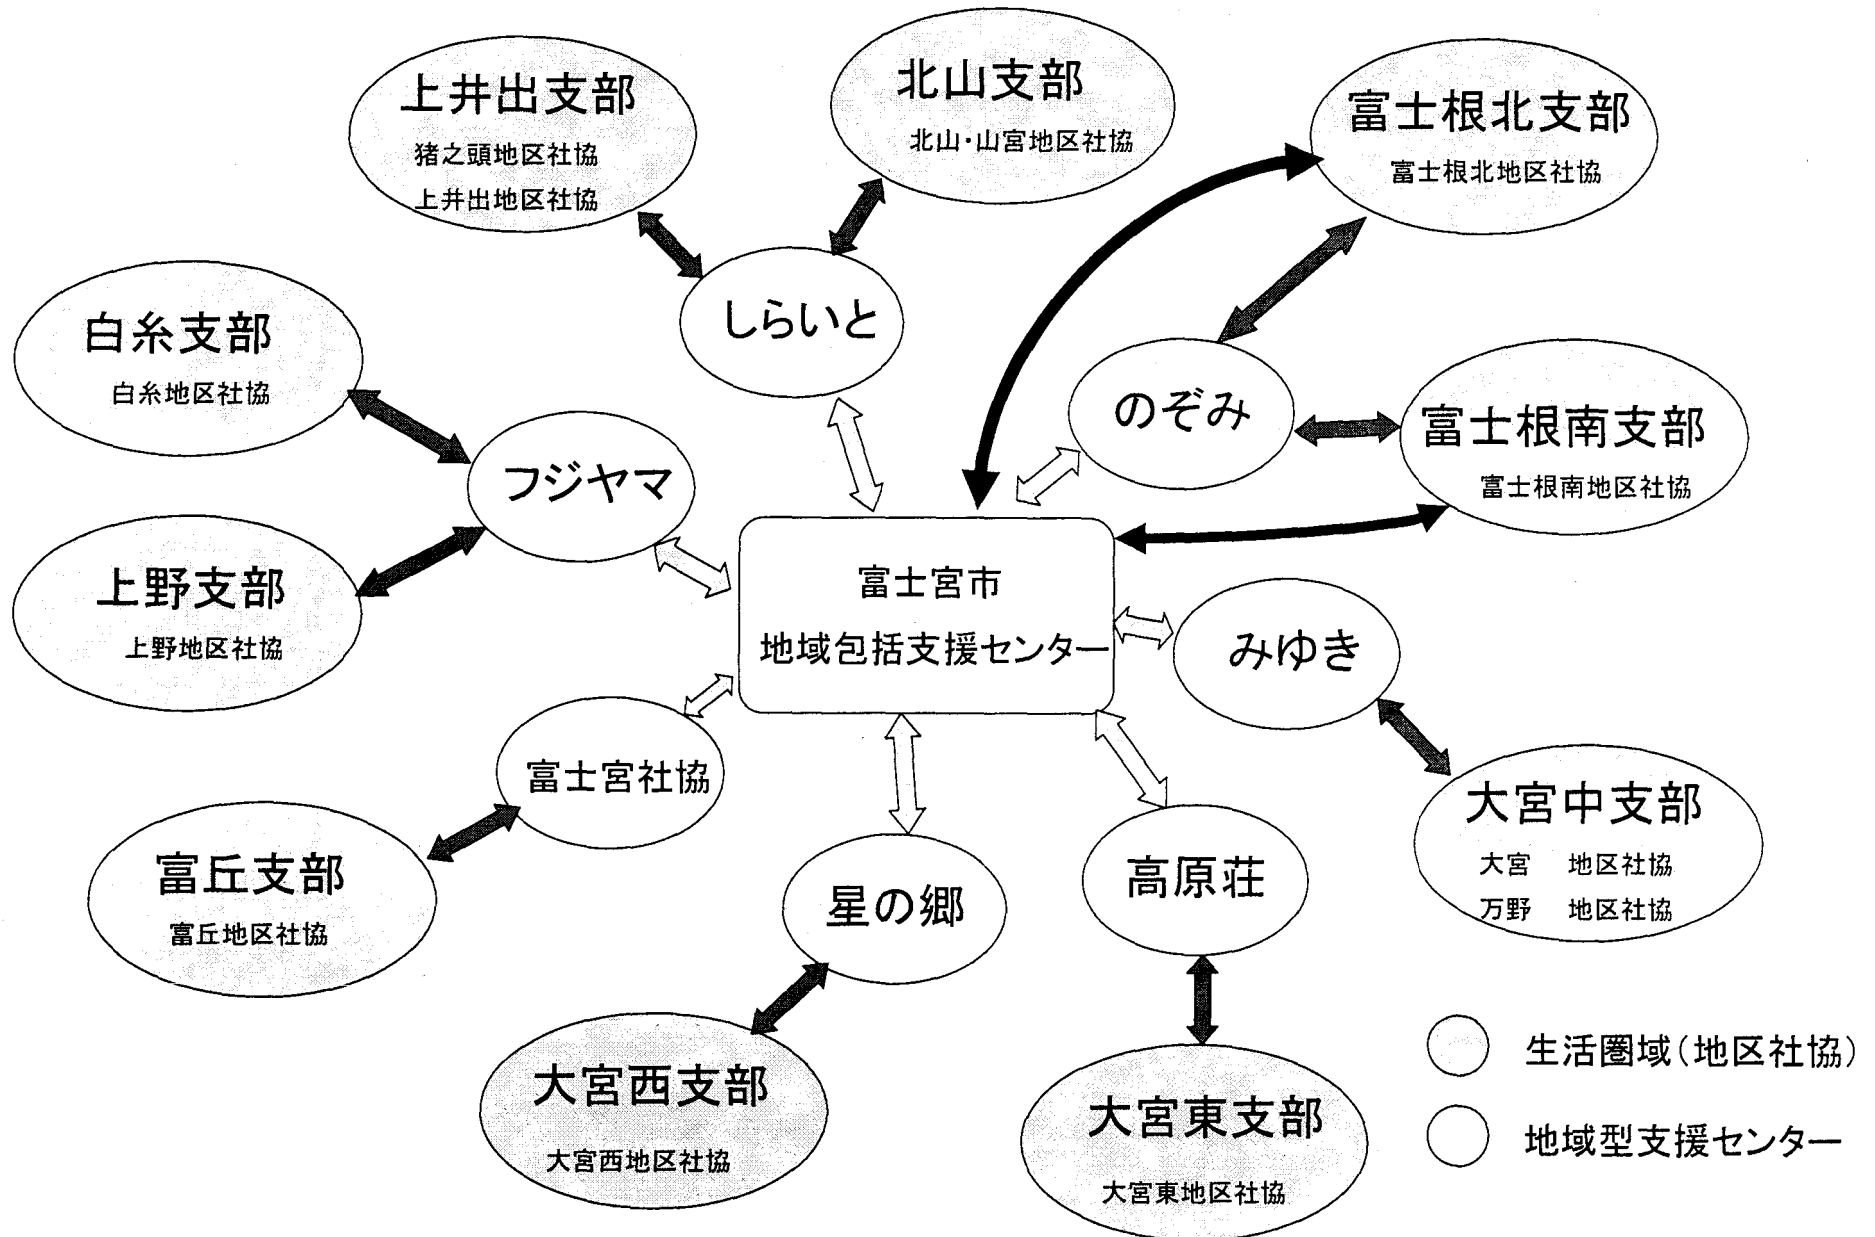 上井出支部
猪之頭地区社協
上井出地区社協
北山支部
北山・山宮地区社協
富士根北支部
富士根北地区社協
白糸支部
白糸地区社協
しらいと
のぞみ
富士根南支部
富士根南地区社協
フジヤマ
上野支部
上野地区社協
富士宮市
地域包括支援センター
みゆき
富士宮社協
大宮中支部
大宮 地区社協
万野 地区社協
富丘支部
富丘地区社協
星の郷
高原荘
大宮西支部
大宮西地区社協
大宮東支部
大宮東地区社協
生活圏域(地区社協)
地域型支援センター